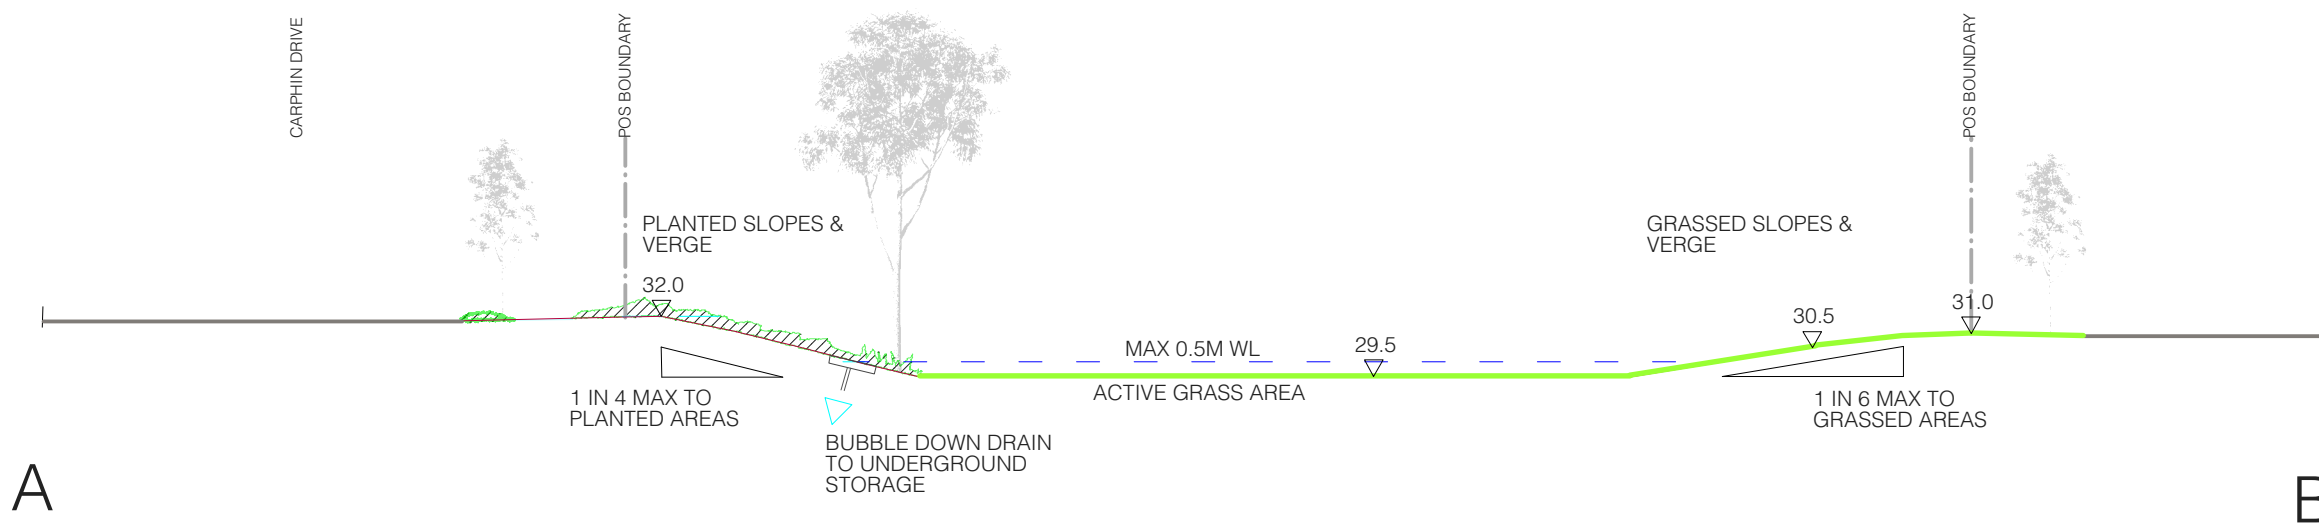 CARPHIN DRIVE
POS BOUNDARY
POS BOUNDARY
PLANTED SLOPES &
VERGE
GRASSED SLOPES &
VERGE
32.0
31.0
30.5
MAX 0.5M WL
29.5
ACTIVE GRASS AREA
1 IN 4 MAX TO
PLANTED AREAS
1 IN 6 MAX TO
GRASSED AREAS
BUBBLE DOWN DRAIN
TO UNDERGROUND
STORAGE
A
B